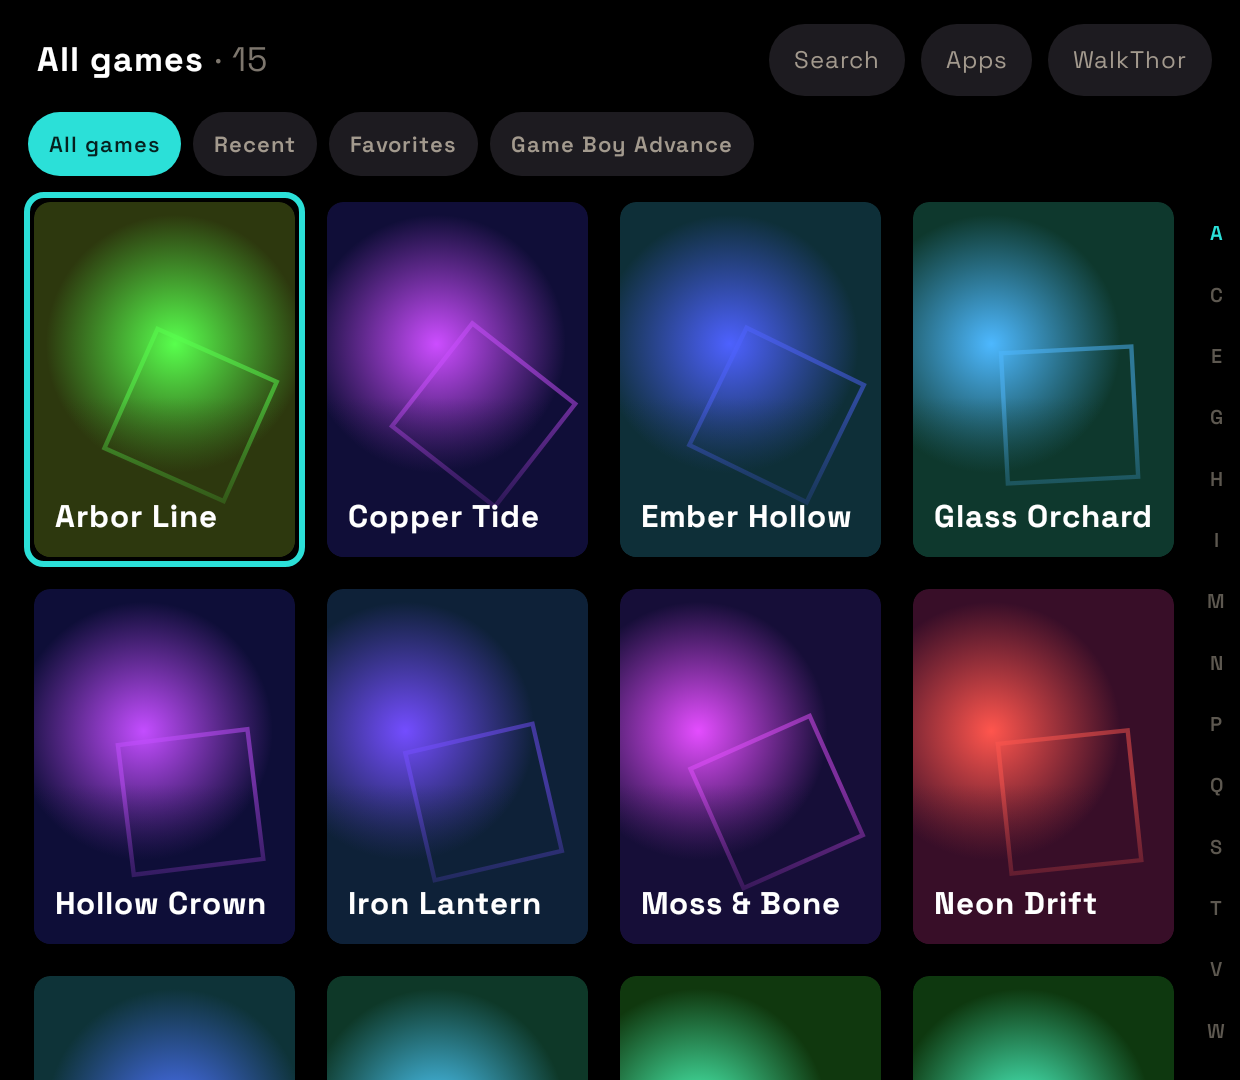 All games · 15
Search
Apps
WalkThor
All games
Recent
Favorites
Game Boy Advance
Arbor Line
Copper Tide
Ember Hollow
Glass Orchard
Hollow Crown
Iron Lantern
Moss & Bone
Neon Drift
A
C
E
G
H
I
M
N
P
Q
S
T
V
W